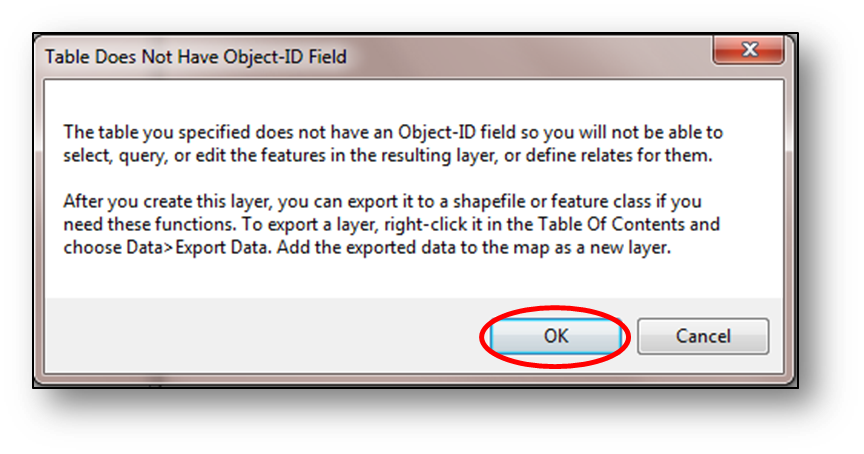 Table Does Not Have Object-ID Field
The table you specified does not have an Object-ID field so you will not be able to
select, query, or edit the features in the resulting layer, or define relates for them.
After you create this layer, you can export it to a shapefile or feature class if you
need these functions. To export a layer, right-click it in the Table Of Contents and
choose Data>Export Data. Add the exported data to the map as a new layer.
OK
Cancel